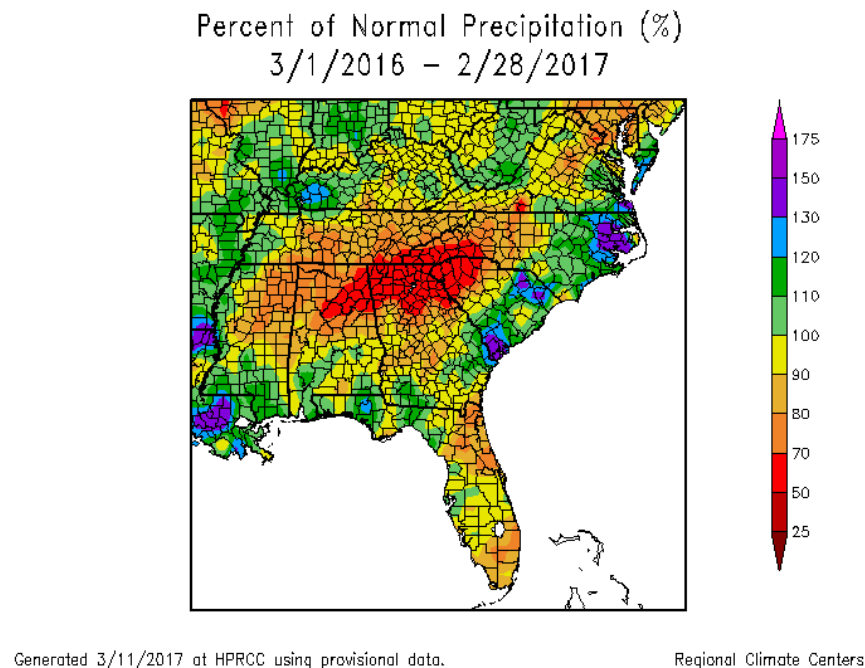 Percent of Normal Precipitation (%)
3/1/2016 – 2/28/2017
175
150
130
120
110
100
90
80
70
50
25
Generated 3/11/2017 at HPRCC using provisional data.
Regional Climate Centers